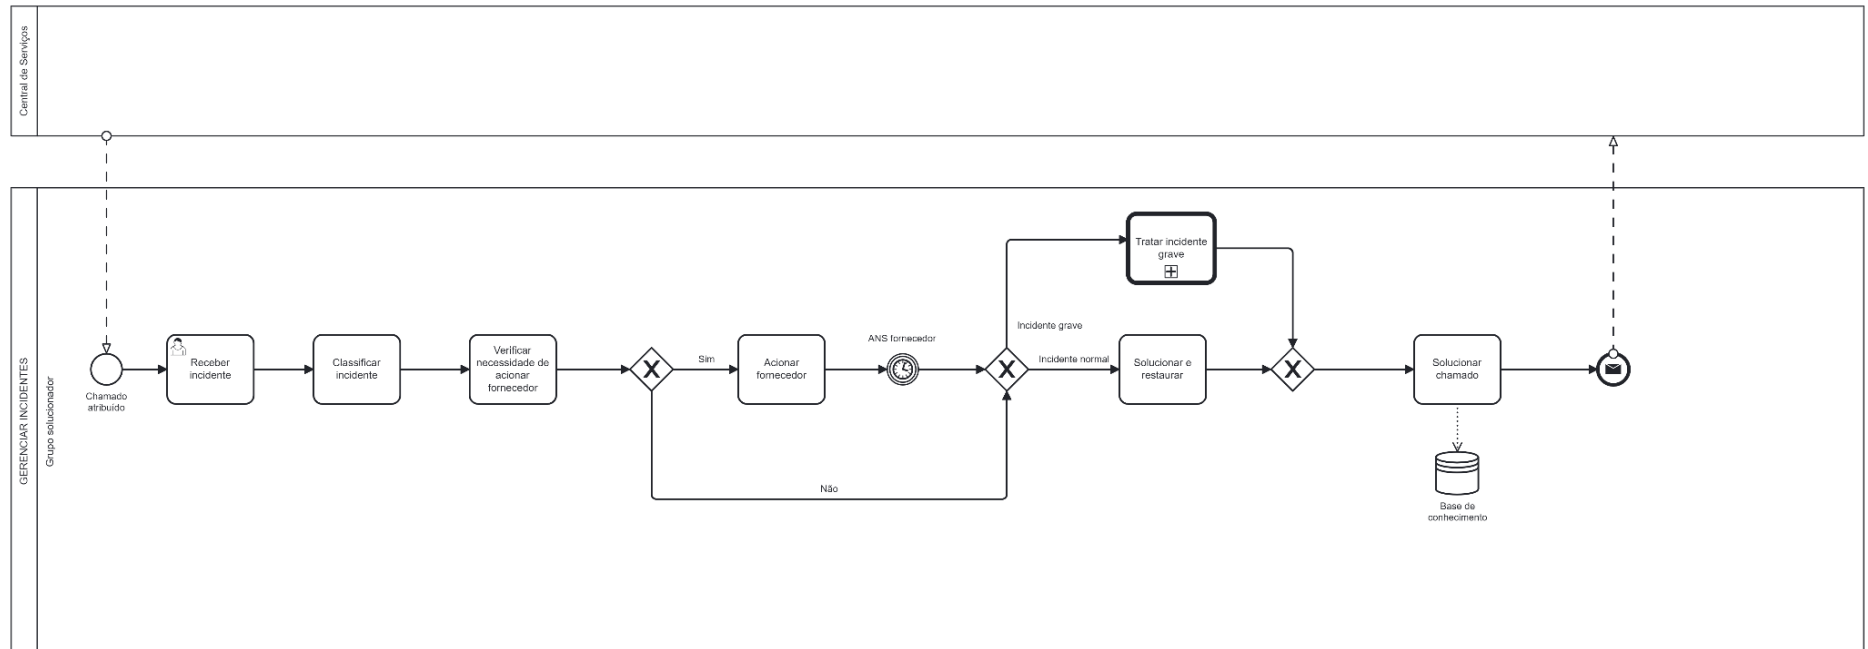 Central de Serviços
GERENCIAR INCIDENTES
Grupo solucionador
Chamado
atribuído
Receber
incidente
Classificar
incidente
Verificar
necessidade de
acionar
fornecedor
Sim
Não
Acionar
fornecedor
ANS fornecedor
Incidente grave
Incidente normal
Tratar incidente
grave
Solucionar e
restaurar
Solucionar
chamado
Base de
conhecimento